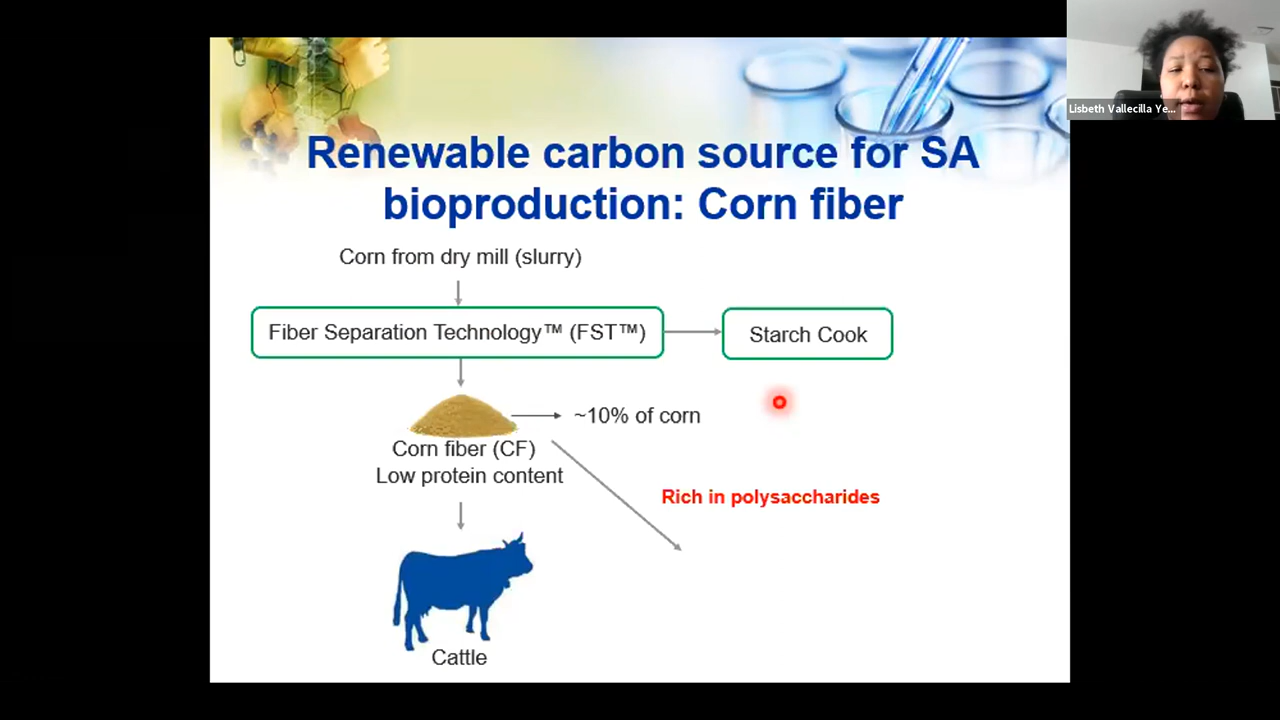 Lisbeth Vallecilla Ye...
Renewable carbon source for SA
bioproduction: Corn fiber
Corn from dry mill (slurry)
Fiber Separation Technology™ (FST™)
Starch Cook
~10% of corn
Corn fiber (CF)
Low protein content
Rich in polysaccharides
Cattle